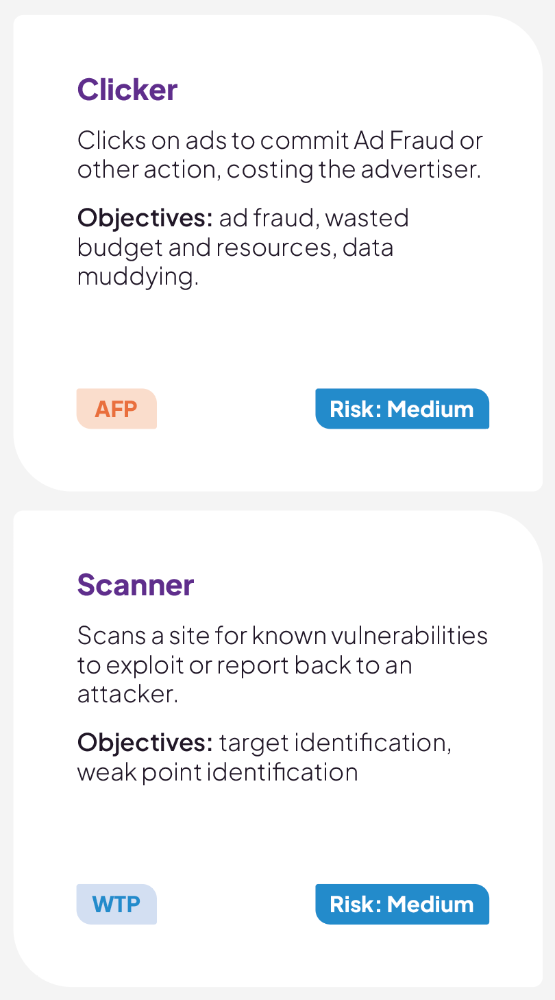 Clicker
Clicks on ads to commit Ad Fraud or
other action, costing the advertiser.
Objectives: ad fraud, wasted
budget and resources, data
muddying.
AFP
Risk: Medium
Scanner
Scans a site for known vulnerabilities
to exploit or report back to an
attacker.
Objectives: target identification,
weak point identification
WTP
Risk: Medium